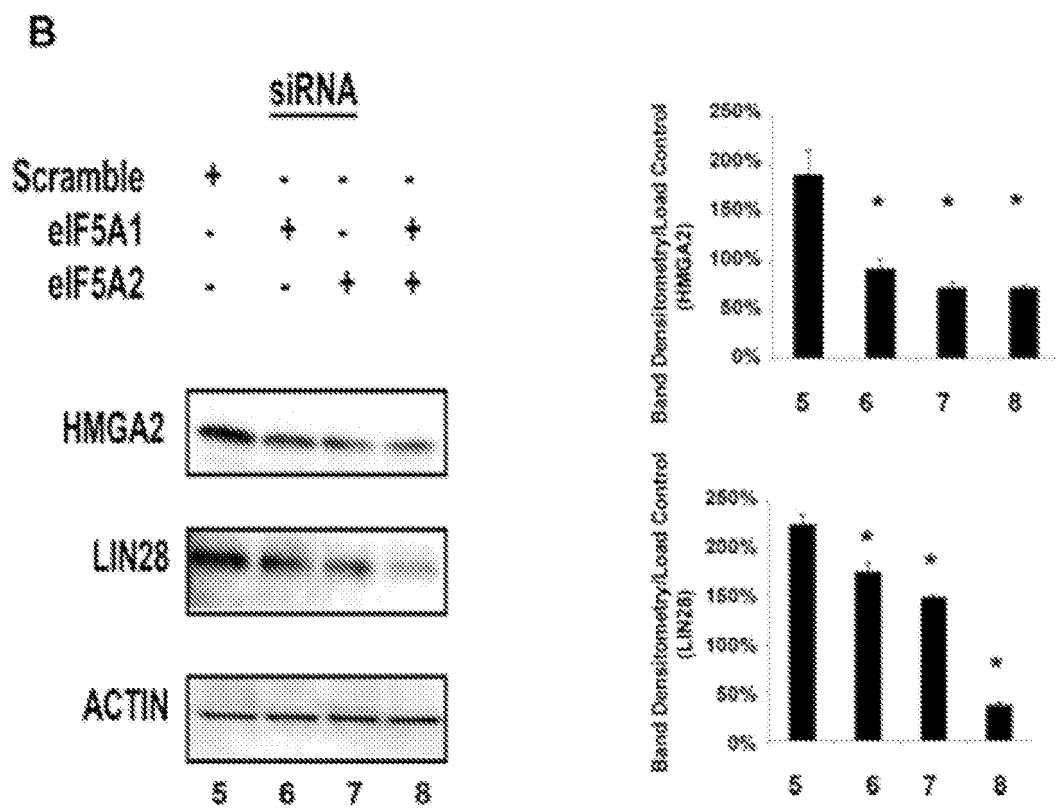 B
siRNA
Scramble + - - -
eIF5A1 - + - +
eIF5A2 - - + +
HMGA2
LIN28
ACTIN
5 6 7 8
Band Densitometry/Load Control
(HMGA2)
250%
200%
150%
100%
50%
0%
* * *
5 6 7 8
Band Densitometry/Load Control
(LIN28)
250%
200%
150%
100%
50%
0%
* * *
5 6 7 8